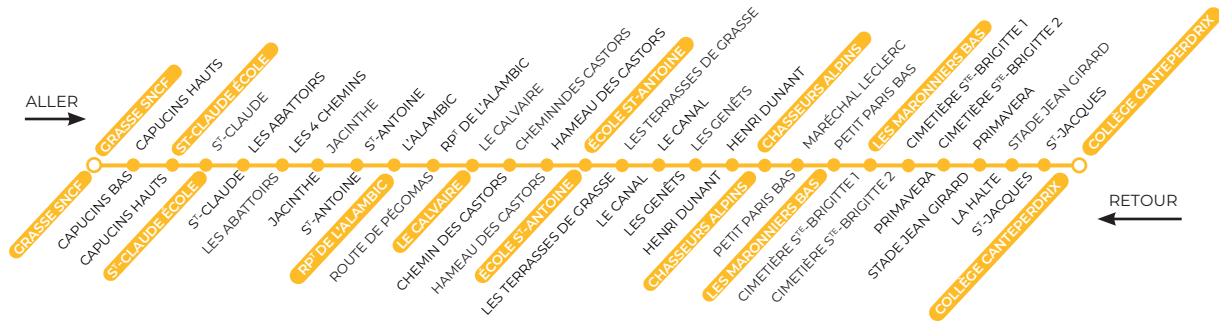 ALLER
GRASSE SNCF
CAPUCINS HAUTS
ST-CLAUDE ÉCOLE
ST-CLAUDE
LES ABATTOIRS
LES 4 CHEMINS
JACINTHE
ST-ANTOINE
L'ALAMBIC
RPT DE L'ALAMBIC
LE CALVAIRE
CHEMINDES CASTORS
HAMEAU DES CASTORS
ÉCOLE ST-ANTOINE
LES TERRASSES DE GRASSE
LE CANAL
LES GENÊTS
HENRI DUNANT
CHASSEURS ALPINS
MARÉCHAL LECLERC
PETIT PARIS BAS
LES MARONNIERS BAS
CIMETIÈRE STE-BRIGITTE 1
CIMETIÈRE STE-BRIGITTE 2
PRIMAVERA
STADE JEAN GIRARD
ST-JACQUES
COLLÈGE CANTEPERDRIX
GRASSE SNCF
CAPUCINS BAS
CAPUCINS HAUTS
ST-CLAUDE ÉCOLE
ST-CLAUDE
LES ABATTOIRS
JACINTHE
ST-ANTOINE
RPT DE L'ALAMBIC
ROUTE DE PÉGOMAS
LE CALVAIRE
CHEMIN DES CASTORS
HAMEAU DES CASTORS
ÉCOLE ST-ANTOINE
LES TERRASSES DE GRASSE
LE CANAL
LES GENÊTS
HENRI DUNANT
CHASSEURS ALPINS
PETIT PARIS BAS
LES MARONNIERS BAS
CIMETIÈRE STE-BRIGITTE 1
CIMETIÈRE STE-BRIGITTE 2
PRIMAVERA
STADE JEAN GIRARD
LA HALTE
ST-JACQUES
COLLÈGE CANTEPERDRIX
RETOUR